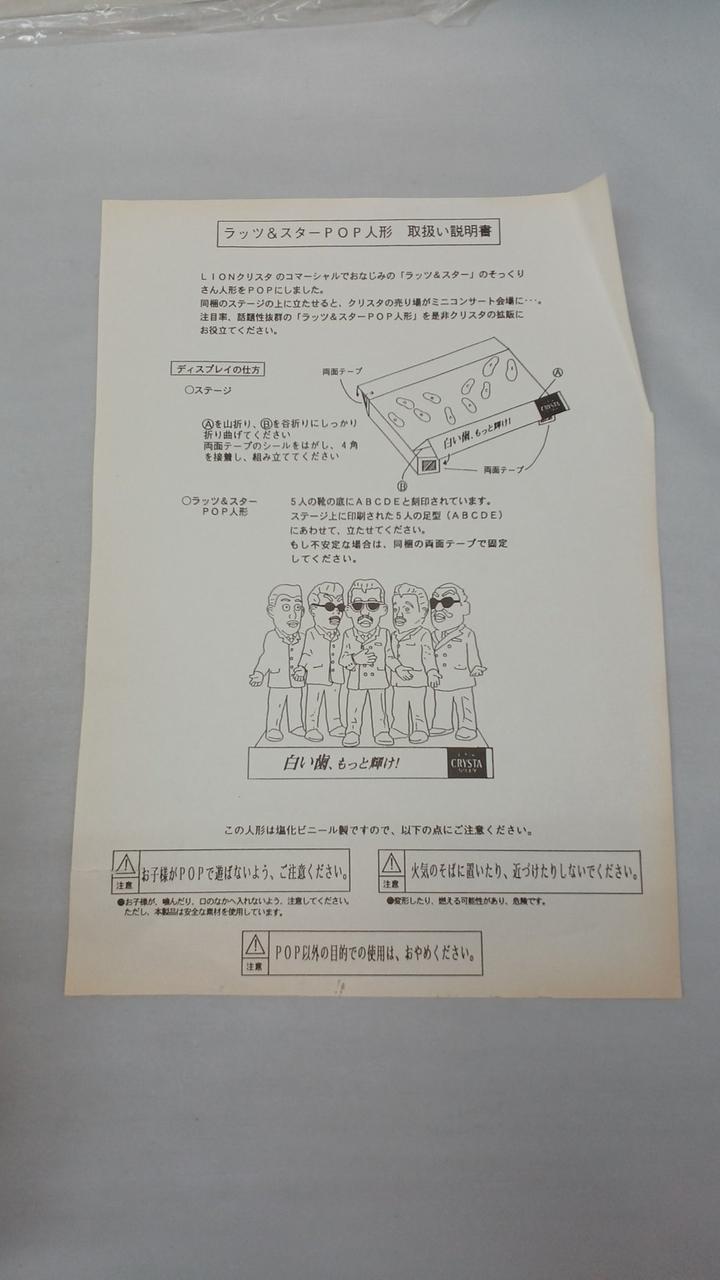 ラッツ&スターPOP人形　取扱い説明書
LIONクリスタのコマーシャルでおなじみの「ラッツ&スター」のそっくり
さん人形をPOPにしました。
同梱のステージの上に立たせると、クリスタの売り場がミニコンサート会場に･･･。
注目率、話題性抜群の「ラッツ&スターPOP人形」を是非クリスタの拡販に
お役立てください。
ディスプレイの仕方
○ステージ
両面テープ
Ⓐ
Ⓐを山折り、Ⓑを谷折りにしっかり
折り曲げてください
両面テープのシールをはがし、4角
を接着し、組み立ててください
白い歯、もっと輝け!
CRYSTA
両面テープ
Ⓑ
○ラッツ&スター
POP人形
5人の靴の底にABCDEと刻印されています。
ステージ上に印刷された5人の足型(ABCDE)
にあわせて、立たせてください。
もし不安定な場合は、同梱の両面テープで固定
してください。
白い歯、もっと輝け!
CRYSTA
この人形は塩化ビニール製ですので、以下の点にご注意ください。
注意
お子様がPOPで遊ばないよう、ご注意ください。
●お子様が、噛んだり、口のなかへ入れないよう、注意してください。
ただし、本製品は安全な素材を使用しています。
注意
火気のそばに置いたり、近づけたりしないでください。
●変形したり、燃える可能性があり、危険です。
注意
POP以外の目的での使用は、おやめください。